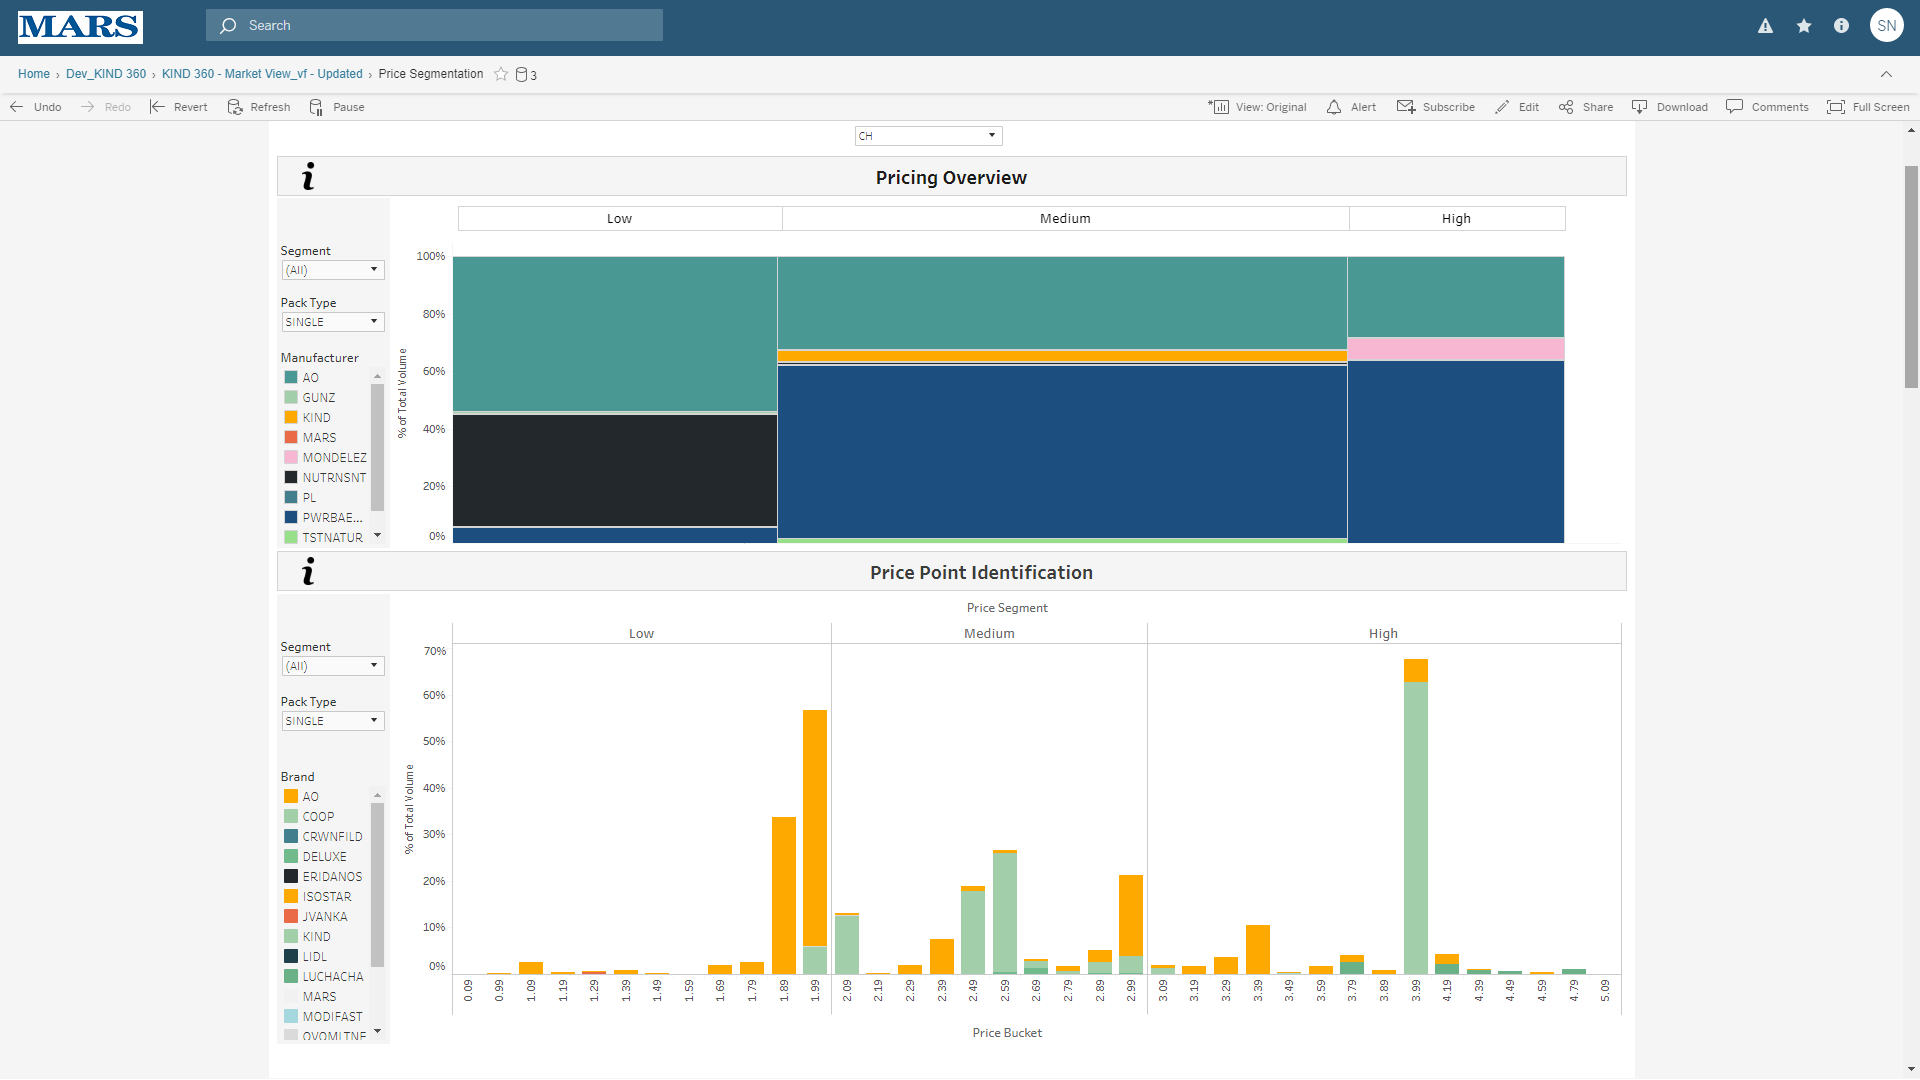 MARS
Search
SN
Home › Dev_KIND 360 › KIND 360 - Market View_vf - Updated › Price Segmentation 3
Undo Redo Revert Refresh Pause View: Original Alert Subscribe Edit Share Download Comments Full Screen
CH
Pricing Overview
Low Medium High
Segment
(All)
Pack Type
SINGLE
Manufacturer
AO
GUNZ
KIND
MARS
MONDELEZ
NUTRNSNT
PL
PWRBAE...
TSTNATUR
100%
80%
60%
40%
20%
0%
% of Total Volume
Price Point Identification
Price Segment
Low Medium High
Segment
(All)
Pack Type
SINGLE
Brand
AO
COOP
CRWNFILD
DELUXE
ERIDANOS
ISOSTAR
JVANKA
KIND
LIDL
LUCHACHA
MARS
MODIFAST
OVOMLTNE
70%
60%
50%
40%
30%
20%
10%
0%
% of Total Volume
0.09 0.99 1.09 1.19 1.29 1.39 1.49 1.59 1.69 1.79 1.89 1.99 2.09 2.19 2.29 2.39 2.49 2.59 2.69 2.79 2.89 2.99 3.09 3.19 3.29 3.39 3.49 3.59 3.79 3.89 3.99 4.19 4.39 4.49 4.59 4.79 5.09
Price Bucket